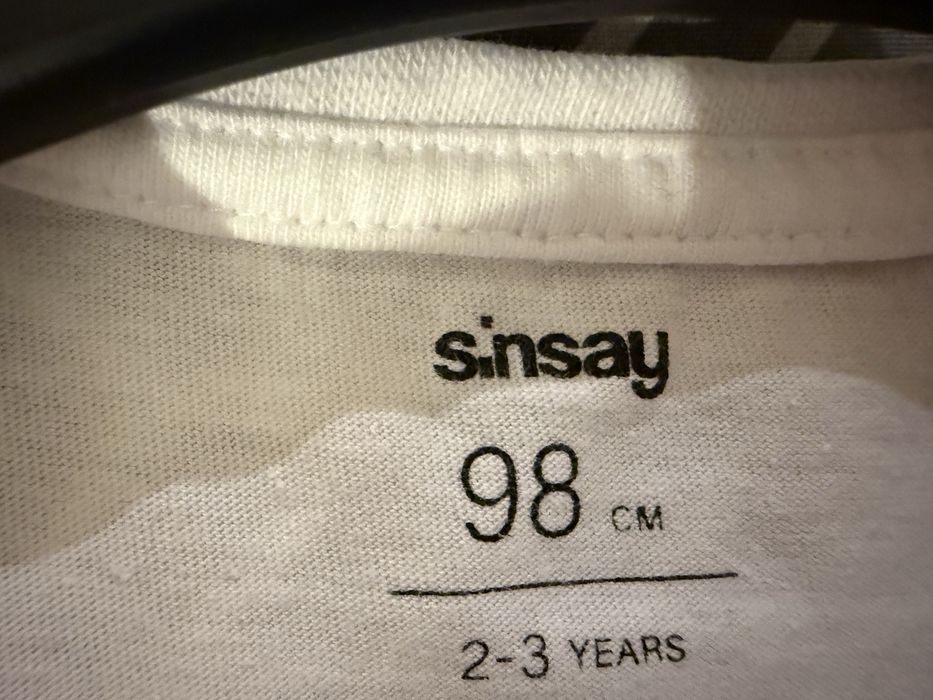 sinsay
98 CM
2-3 YEARS